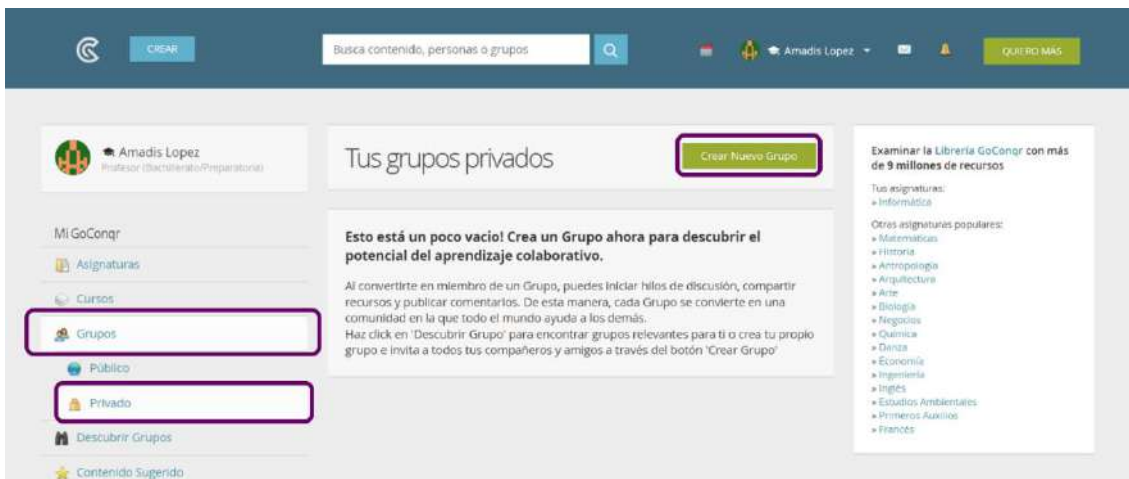 CREAR
Busca contenido, personas o grupos
Amadis Lopez
QUIERO MÁS
Amadis Lopez
Profesor (Bachillerato/Preparatoria)
Mi GoConqr
Asignaturas
Cursos
Grupos
Público
Privado
Descubrir Grupos
Contenido Sugerido
Tus grupos privados
Crear Nuevo Grupo
Esto está un poco vacio! Crea un Grupo ahora para descubrir el
potencial del aprendizaje colaborativo.
Al convertirte en miembro de un Grupo, puedes iniciar hilos de discusión, compartir
recursos y publicar comentarios. De esta manera, cada Grupo se convierte en una
comunidad en la que todo el mundo ayuda a los demás.
Haz click en 'Descubrir Grupo' para encontrar grupos relevantes para ti o crea tu propio
grupo e invita a todos tus compañeros y amigos a través del botón 'Crear Grupo'
Examinar la Librería GoConqr con más
de 9 millones de recursos
Tus asignaturas:
» Informática
Otras asignaturas populares:
» Matemáticas
» Historia
» Antropología
» Arquitectura
» Arte
» Biología
» Negocios
» Química
» Danza
» Economía
» Ingeniería
» Inglés
» Estudios Ambientales
» Primeros Auxilios
» Francés